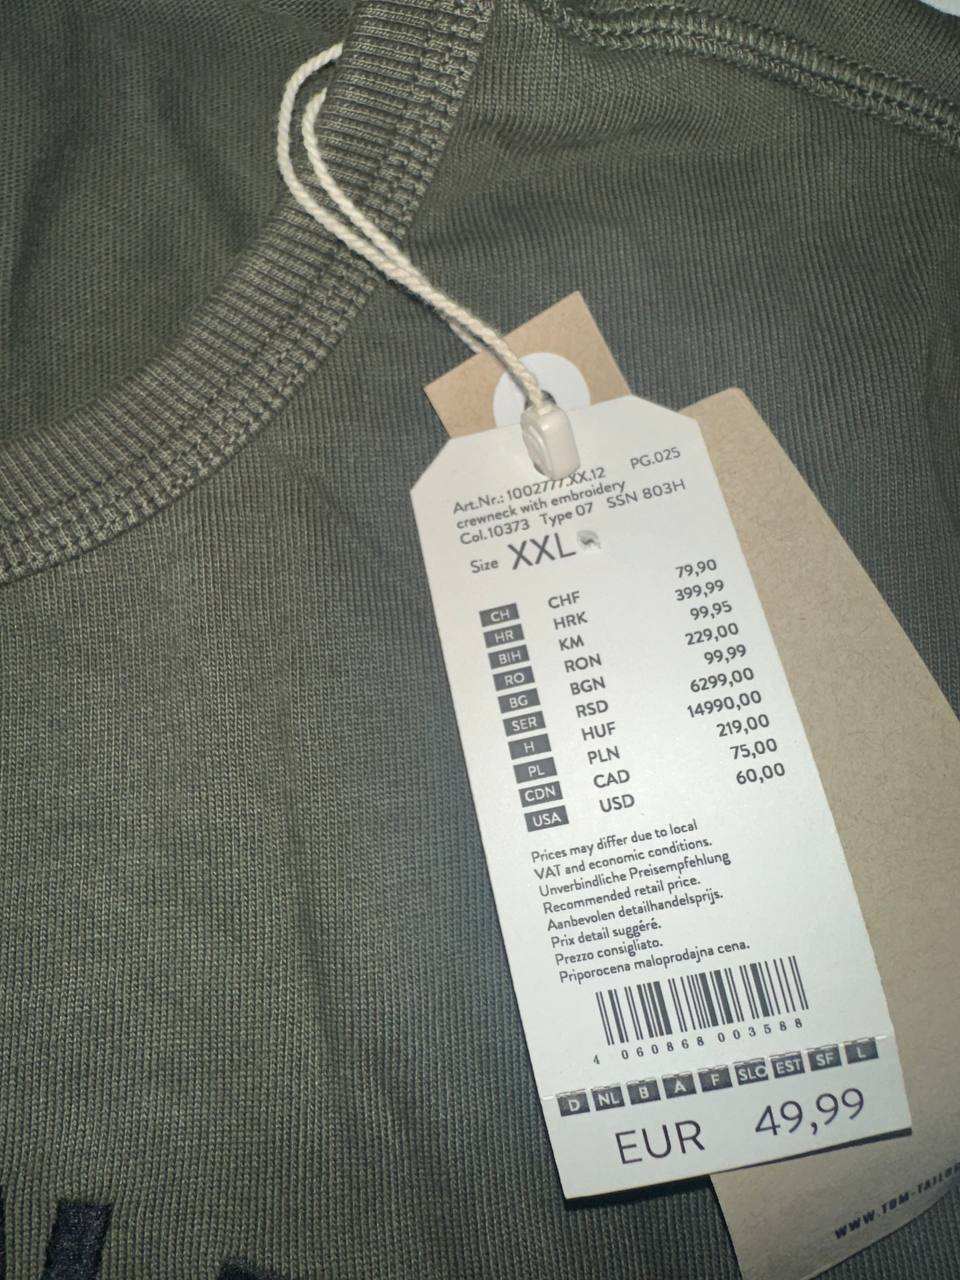 Art.Nr.: 1002777.XX.12 PG.025
crewneck with embroidery
Col.10373 Type 07 SSN 803H
Size XXL
CH CHF 79,90
HR HRK 399,99
BIH KM 99,95
RO RON 229,00
BG BGN 99,99
SER RSD 6299,00
H HUF 14990,00
PL PLN 219,00
CDN CAD 75,00
USA USD 60,00
Prices may differ due to local
VAT and economic conditions.
Unverbindliche Preisempfehlung
Recommended retail price.
Aanbevolen detailhandelsprijs.
Prix detail suggéré.
Prezzo consigliato.
Priporocena maloprodajna cena.
4 060868 003588
D NL B A F SLO EST SF L
EUR 49,99
WWW.TOM-TAILO